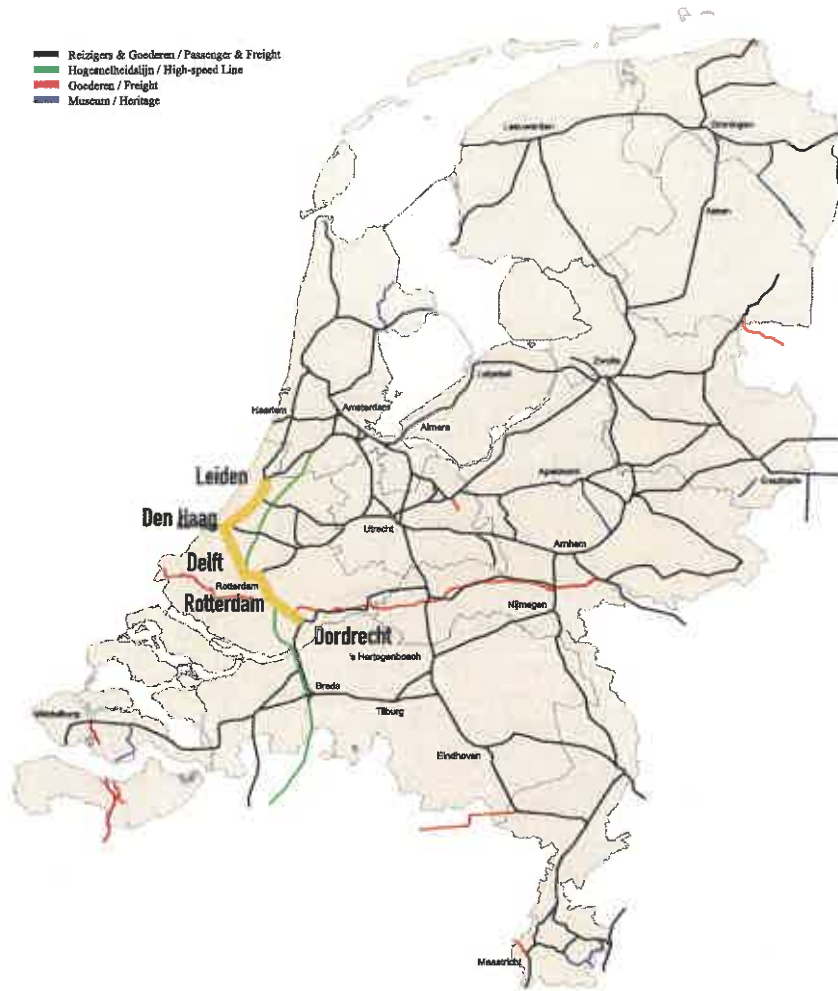 Reizigers & Goederen / Passenger & Freight
Hogesnelheidslijn / High-speed Line
Goederen / Freight
Museum / Heritage
Leeuwarden
Groningen
Assen
Lelystad
Zwolle
Haarlem
Amsterdam
Almere
Leiden
Apeldoorn
Enschede
Den Haag
Utrecht
Arnhem
Delft
Rotterdam
Rotterdam
Nijmegen
Dordrecht
's Hertogenbosch
Breda
Middelburg
Tilburg
Eindhoven
Maastricht